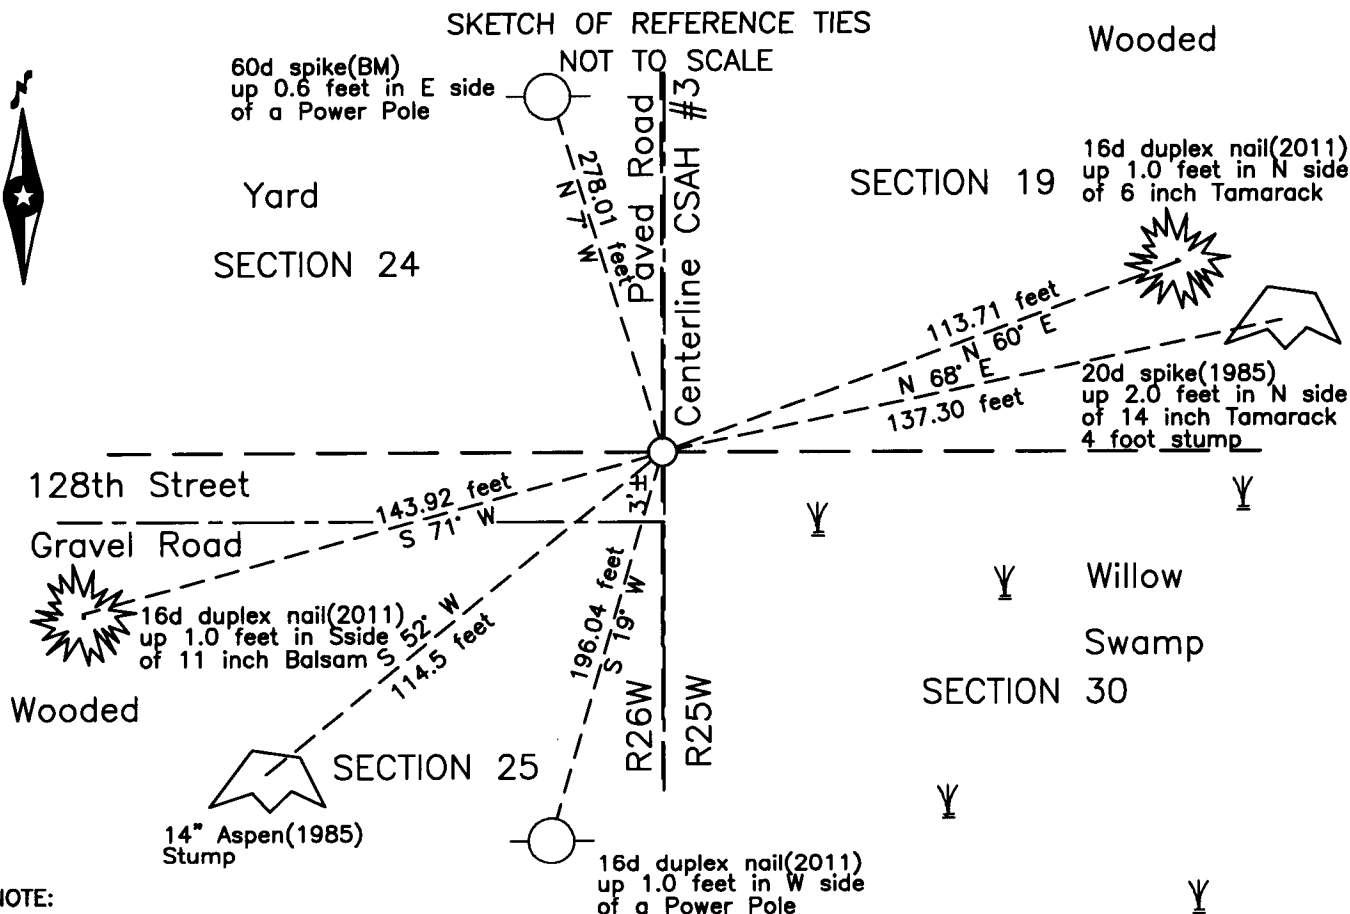 SKETCH OF REFERENCE TIES
NOT TO SCALE
Wooded
60d spike(BM)
up 0.6 feet in E side
of a Power Pole
N
Yard
SECTION 24
278.01 feet
N 7° W
Paved Road
Centerline CSAH #3
SECTION 19
16d duplex nail(2011)
up 1.0 feet in N side
of 6 inch Tamarack
113.71 feet
N 60° E
N 68° E
137.30 feet
20d spike(1985)
up 2.0 feet in N side
of 14 inch Tamarack
4 foot stump
128th Street
Gravel Road
143.92 feet
S 71° W
3'±
16d duplex nail(2011)
up 1.0 feet in Sside
of 11 inch Balsam
S 52° W
114.5 feet
196.04 feet
S 19° W
Willow
Swamp
SECTION 30
Wooded
R26W
R25W
SECTION 25
14" Aspen(1985)
Stump
16d duplex nail(2011)
up 1.0 feet in W side
of a Power Pole
NOTE: